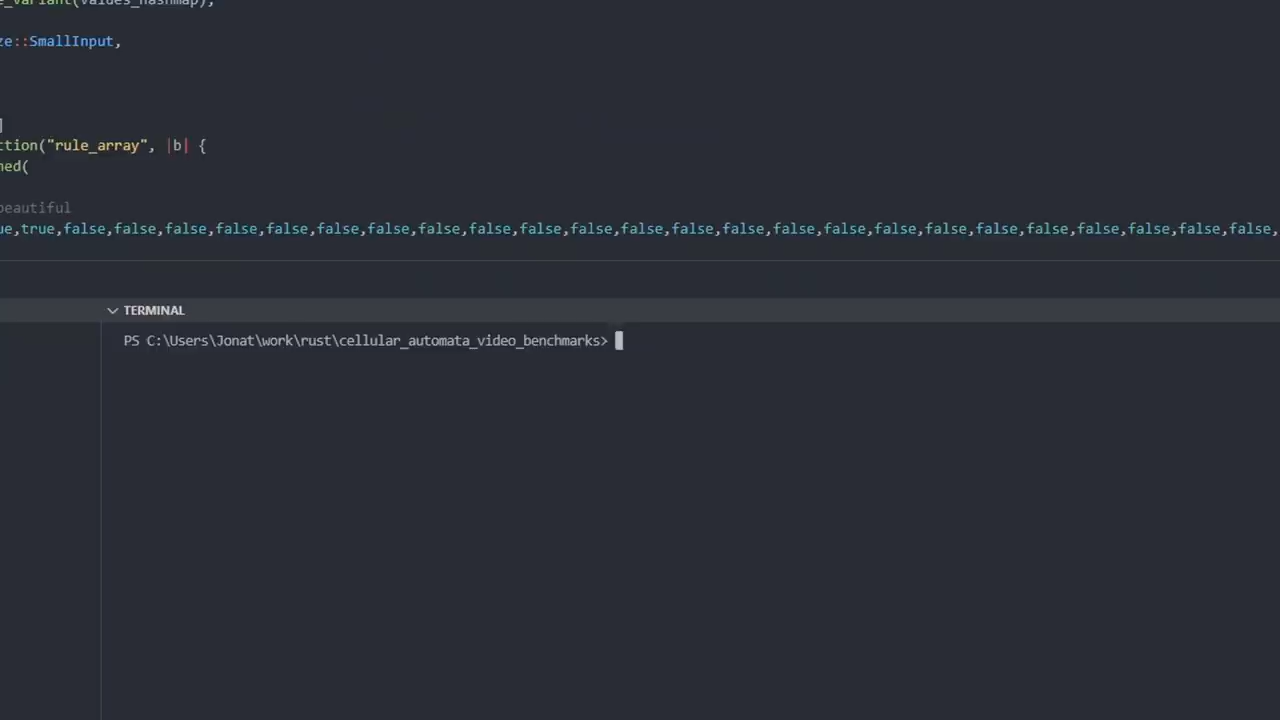 e_variant(values_hashmap),
ze::SmallInput,
]
ction("rule_array", |b| {
ned(
beautiful
ue,true,false,false,false,false,false,false,false,false,false,false,false,false,false,false,false,false,false,false,false,false,false,false,false,false,
TERMINAL
PS C:\Users\Jonat\work\rust\cellular_automata_video_benchmarks>